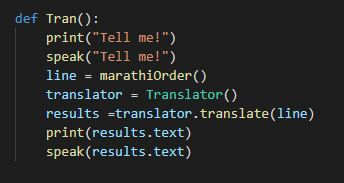 def Tran():
    print("Tell me!")
    speak("Tell me!")
    line = marathiOrder()
    translator = Translator()
    results =translator.translate(line)
    print(results.text)
    speak(results.text)